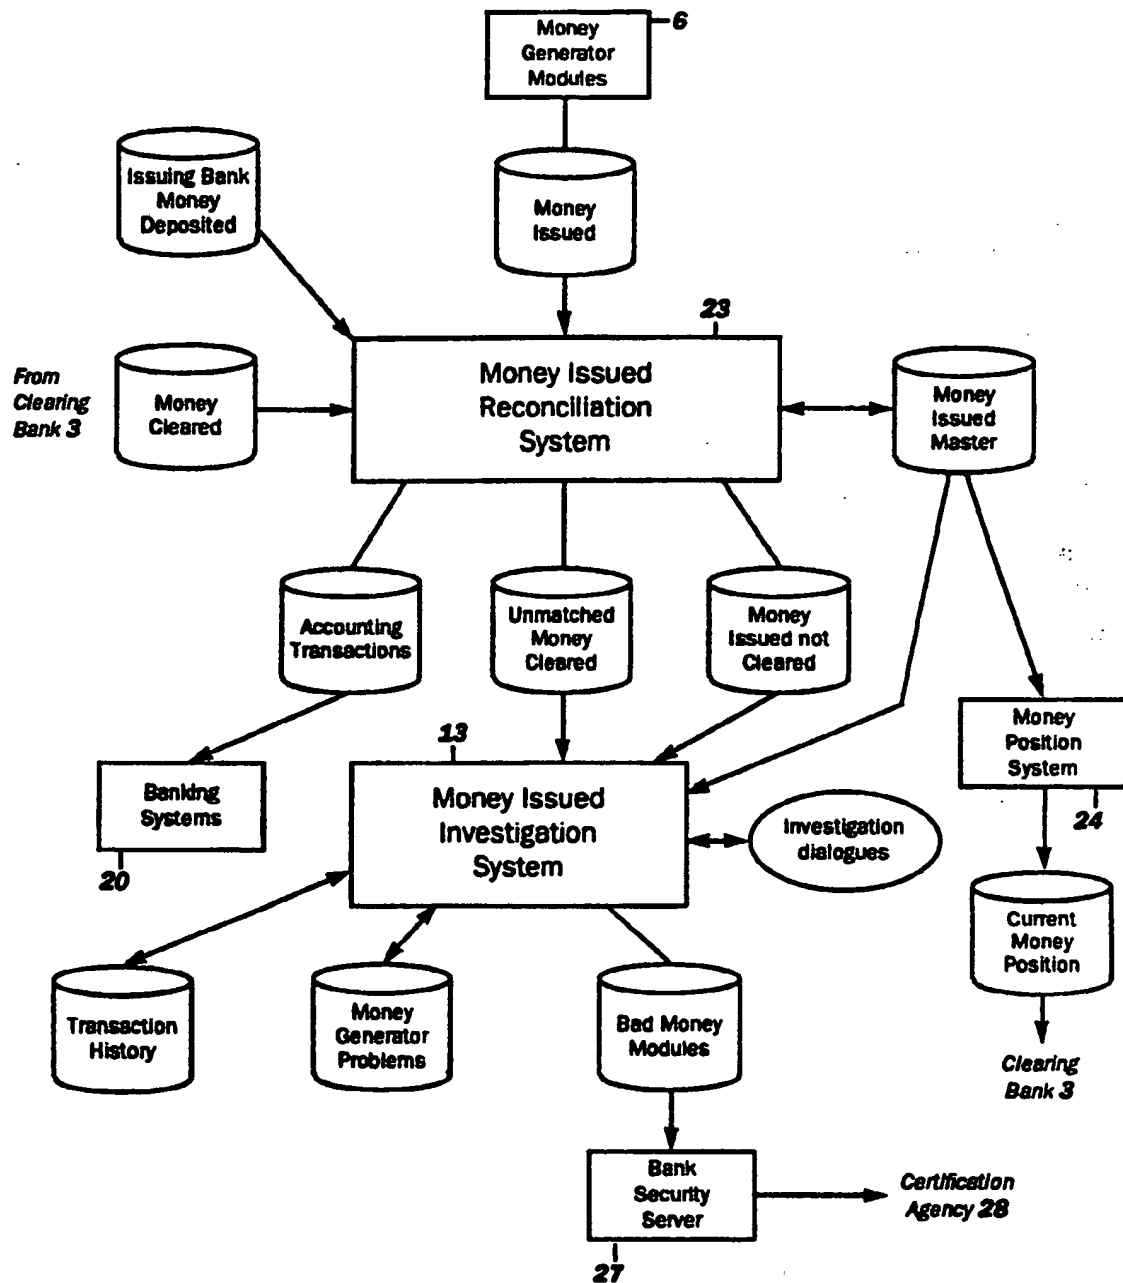 Money
Generator
Modules
6
Issuing Bank
Money
Deposited
Money
Issued
23
From
Clearing
Bank 3
Money
Cleared
Money Issued
Reconciliation
System
Money
Issued
Master
Accounting
Transactions
Unmatched
Money
Cleared
Money
Issued not
Cleared
13
Banking
Systems
20
Money Issued
Investigation
System
Investigation
dialogues
Money
Position
System
24
Current
Money
Position
Transaction
History
Money
Generator
Problems
Bad Money
Modules
Clearing
Bank 3
Bank
Security
Server
27
Certification
Agency 28